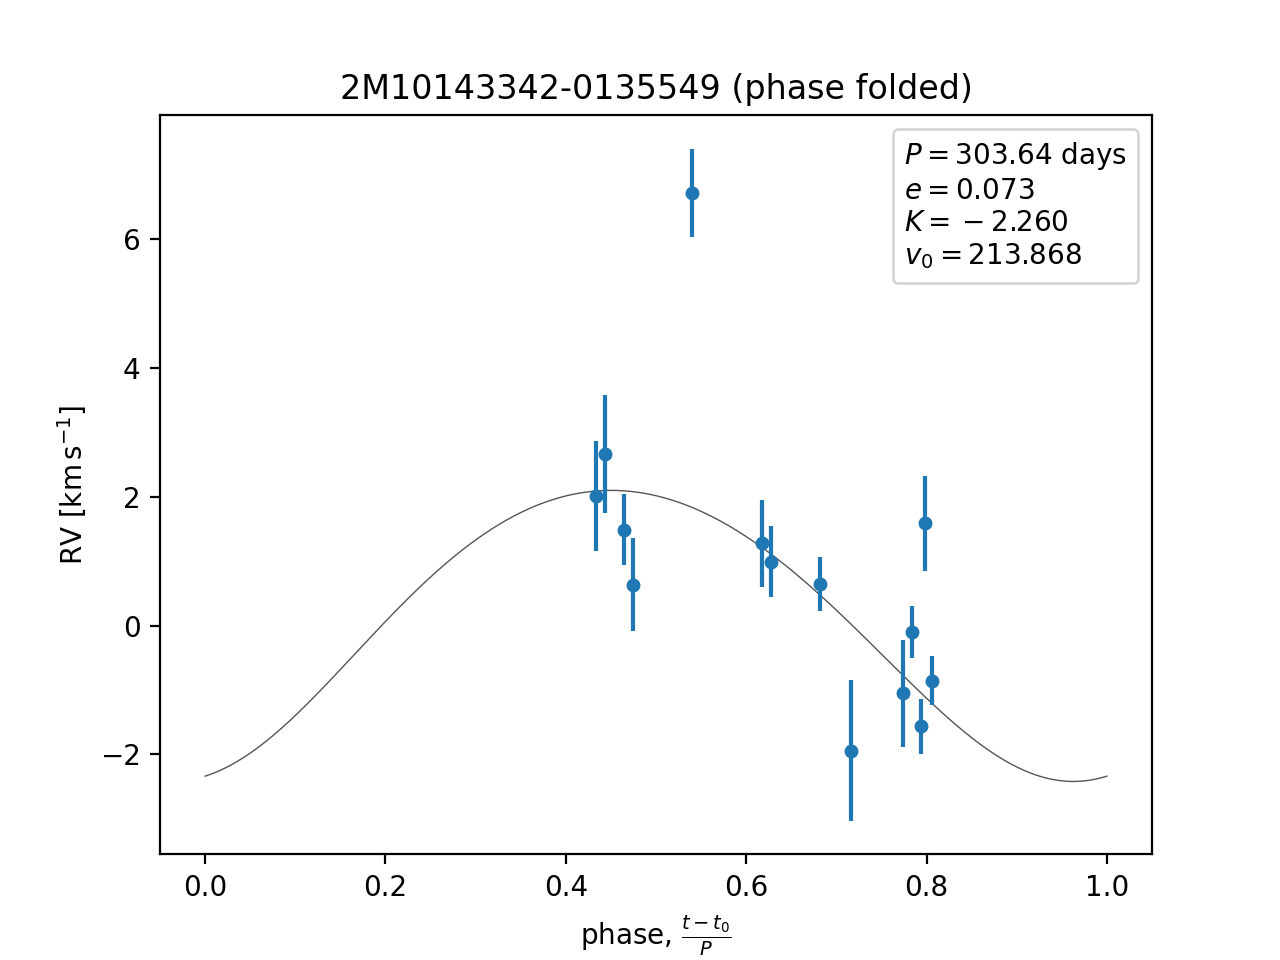 2M10143342-0135549 (phase folded)
P = 303.64 days
e = 0.073
K = −2.260
v₀ = 213.868
RV [km s⁻¹]
6
4
2
0
−2
0.0 0.2 0.4 0.6 0.8 1.0
phase, (t − t₀)/P